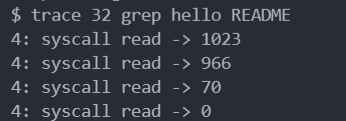 $ trace 32 grep hello README
4: syscall read -> 1023
4: syscall read -> 966
4: syscall read -> 70
4: syscall read -> 0